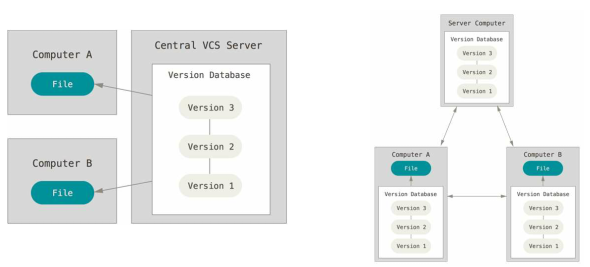 Computer A
File
Computer B
File
Central VCS Server
Version Database
Version 3
Version 2
Version 1
Server Computer
Version Database
Version 3
Version 2
Version 1
Computer A
File
Version Database
Version 3
Version 2
Version 1
Computer B
File
Version Database
Version 3
Version 2
Version 1